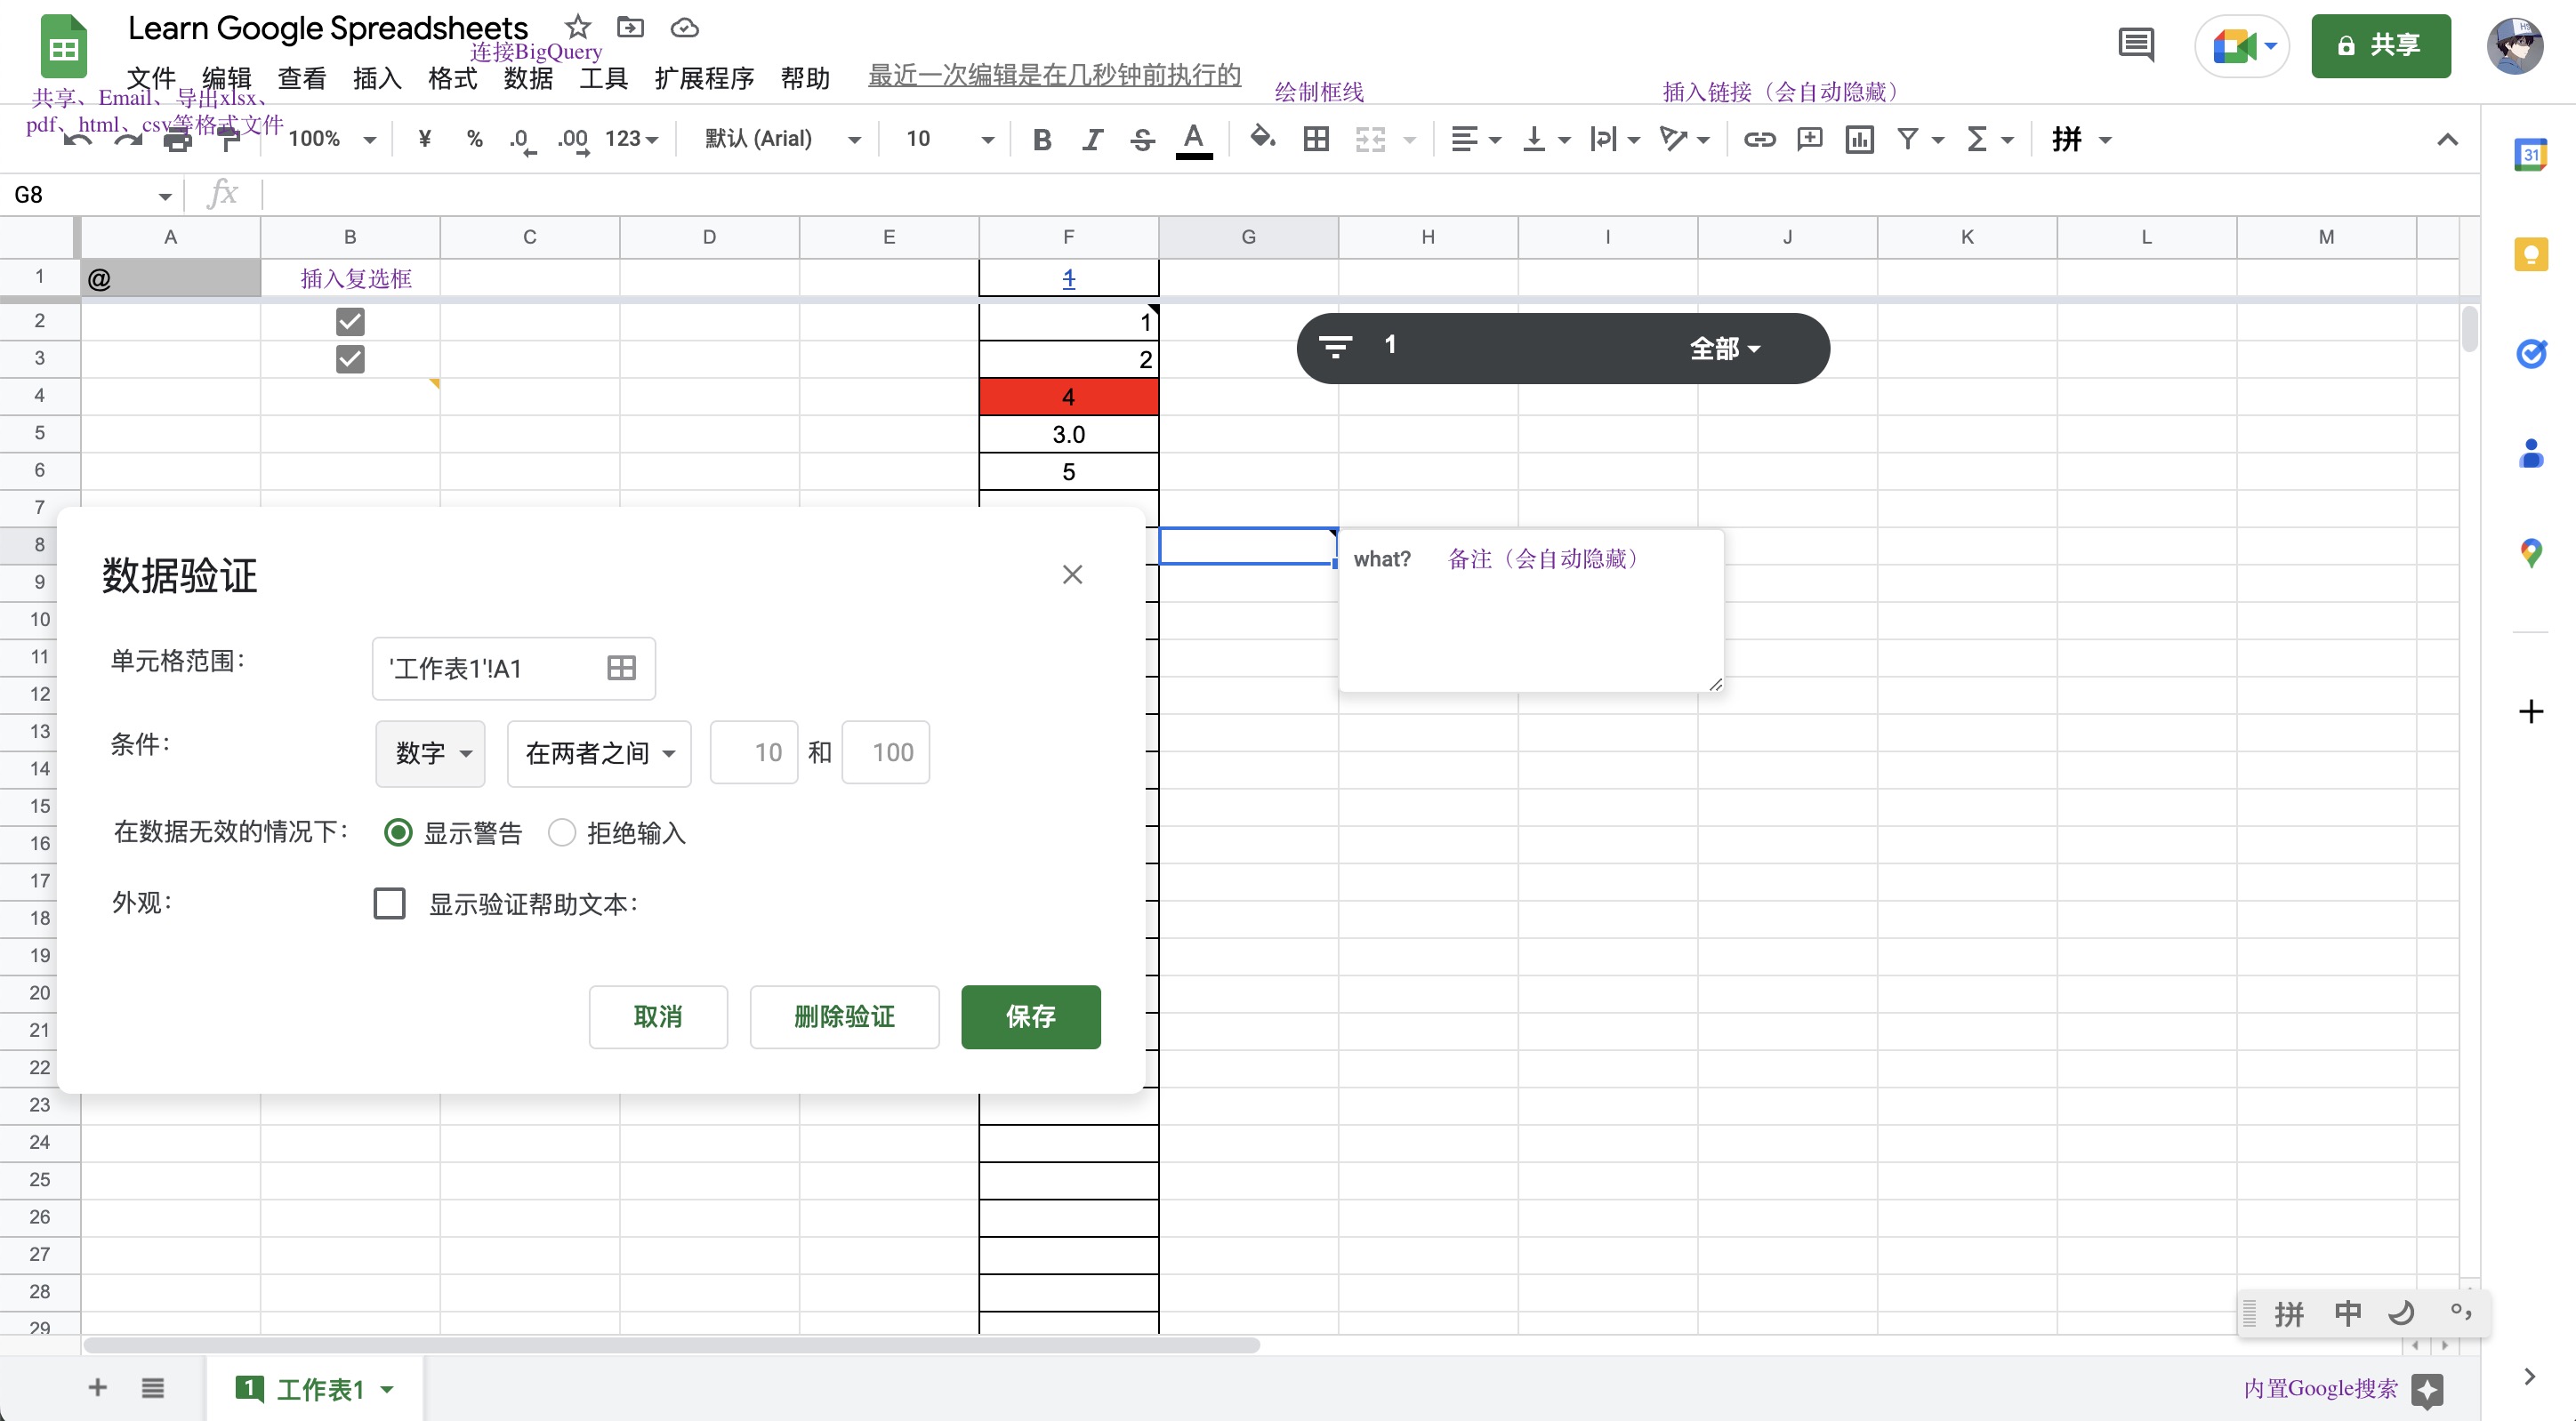 Learn Google Spreadsheets
连接BigQuery
文件 编辑 查看 插入 格式 数据 工具 扩展程序 帮助 最近一次编辑是在几秒钟前执行的
共享
共享、Email、导出xlsx、
pdf、html、csv等格式文件
绘制框线
插入链接（会自动隐藏）
100% ¥ % .0 .00 123 默认 (Arial) 10 B I S A 拼
31
G8 fx
A B C D E F G H I J K L M
1 @ 插入复选框 1
2 1
3 2
1 全部
4 4
5 3.0
6 5
7
8
what? 备注（会自动隐藏）
9
10
11
12
13
14
15
16
17
18
19
20
21
22
23
24
25
26
27
28
29
数据验证
单元格范围：
'工作表1'!A1
条件：
数字 在两者之间 10 和 100
在数据无效的情况下： 显示警告 拒绝输入
外观： 显示验证帮助文本：
取消 删除验证 保存
拼 中
1 工作表1
内置Google搜索